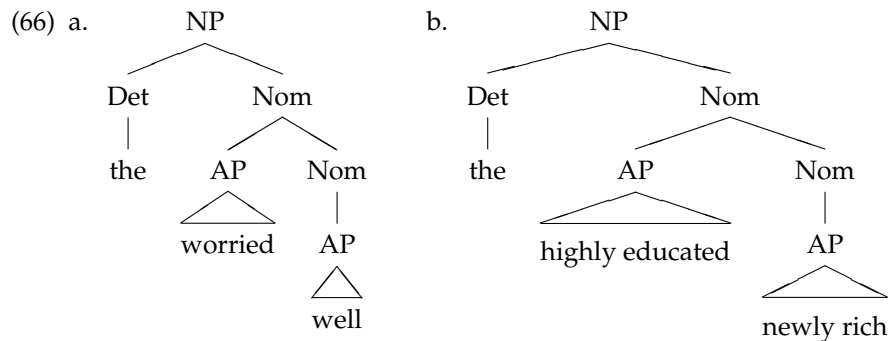 (66) a. NP b. NP
Det Nom Det Nom
the AP Nom the AP Nom
worried AP highly educated AP
well newly rich